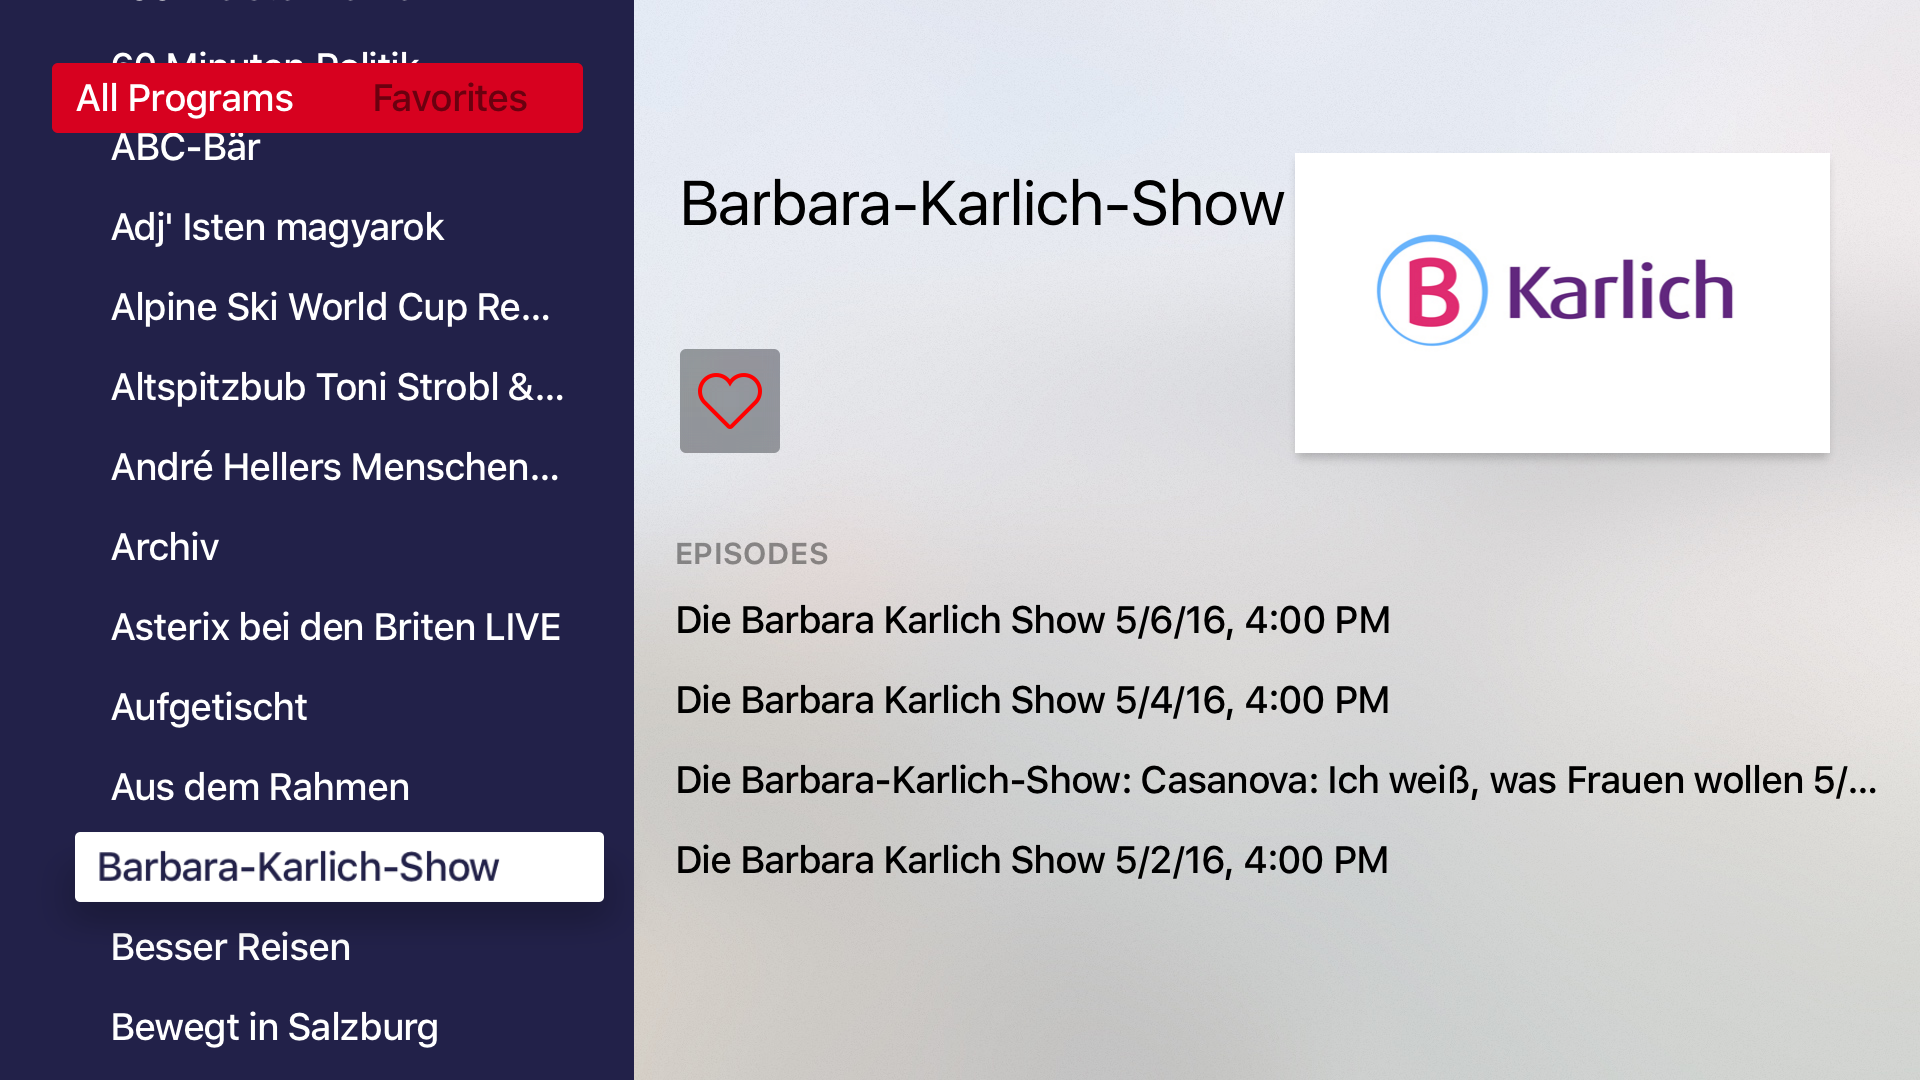 60 Minuten Politik
All Programs Favorites
ABC-Bär
Adj' Isten magyarok
Alpine Ski World Cup Re...
Altspitzbub Toni Strobl &...
André Hellers Menschen...
Archiv
Asterix bei den Briten LIVE
Aufgetischt
Aus dem Rahmen
Barbara-Karlich-Show
Besser Reisen
Bewegt in Salzburg
Barbara-Karlich-Show
B Karlich
EPISODES
Die Barbara Karlich Show 5/6/16, 4:00 PM
Die Barbara Karlich Show 5/4/16, 4:00 PM
Die Barbara-Karlich-Show: Casanova: Ich weiß, was Frauen wollen 5/...
Die Barbara Karlich Show 5/2/16, 4:00 PM